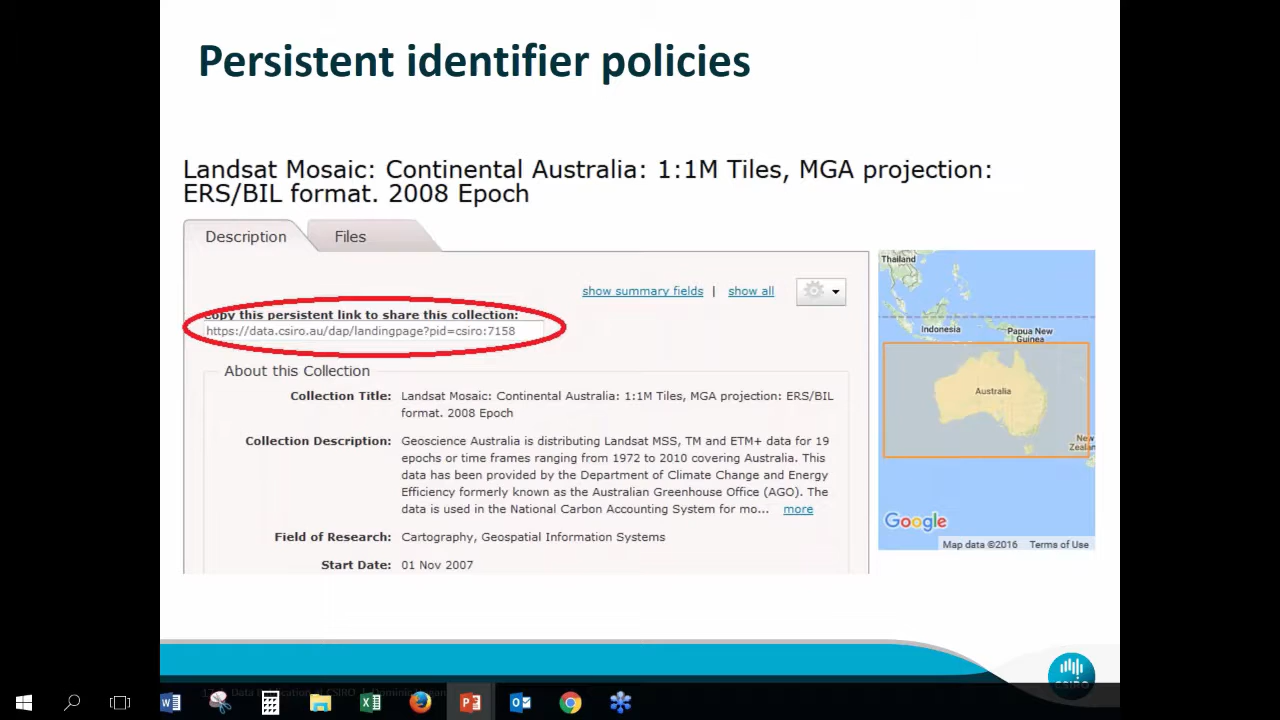 Persistent identifier policies
Landsat Mosaic: Continental Australia: 1:1M Tiles, MGA projection:
ERS/BIL format. 2008 Epoch
Description
Files
show summary fields | show all
opy this persistent link to share this collection:
https://data.csiro.au/dap/landingpage?pid=csiro:7158
About this Collection
Collection Title: Landsat Mosaic: Continental Australia: 1:1M Tiles, MGA projection: ERS/BIL
format. 2008 Epoch
Collection Description: Geoscience Australia is distributing Landsat MSS, TM and ETM+ data for 19
epochs or time frames ranging from 1972 to 2010 covering Australia. This
data has been provided by the Department of Climate Change and Energy
Efficiency formerly known as the Australian Greenhouse Office (AGO). The
data is used in the National Carbon Accounting System for mo... more
Field of Research: Cartography, Geospatial Information Systems
Start Date: 01 Nov 2007
Thailand
Indonesia
Papua New
Guinea
Australia
New
Zealan
Google
Map data ©2016 Terms of Use
CSIRO